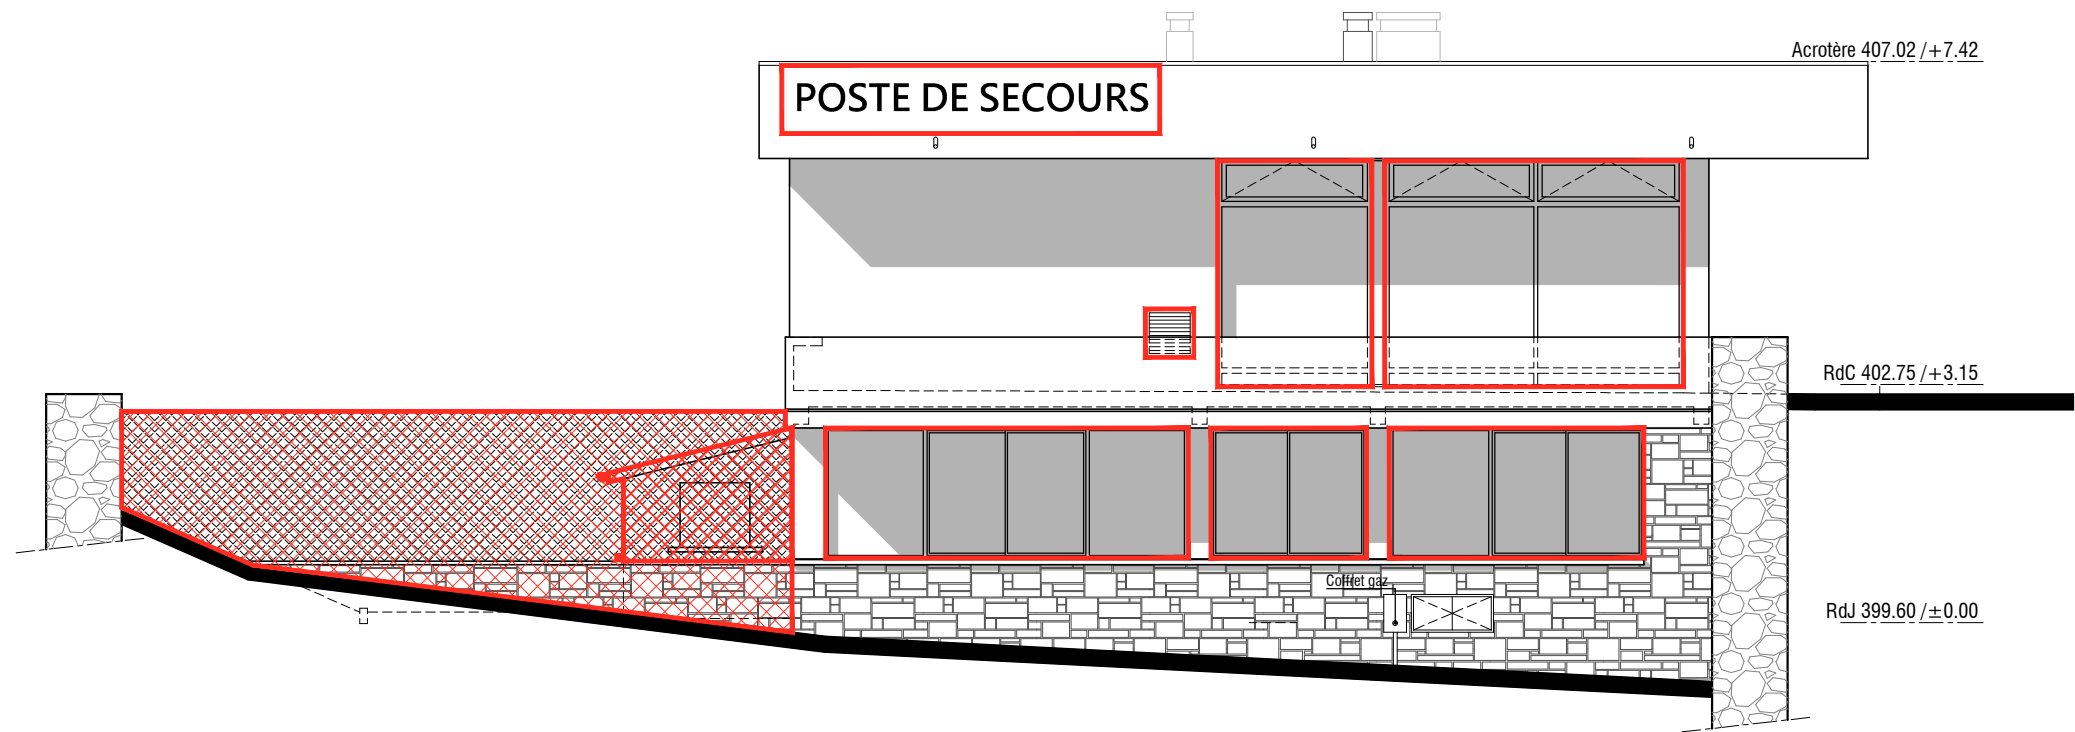 Acrotère 407.02 /+7.42
POSTE DE SECOURS
RdC 402.75 /+3.15
Coffret gaz
RdJ 399.60 /±0.00